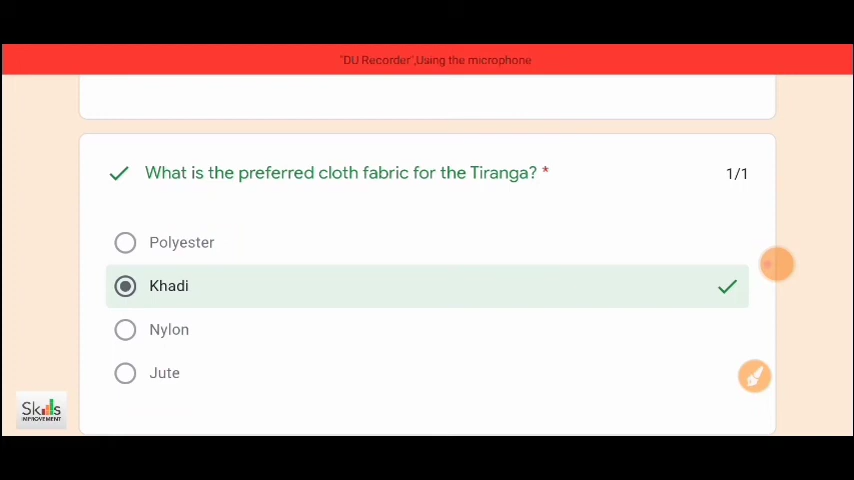 "DU Recorder",Using the microphone
What is the preferred cloth fabric for the Tiranga? *
1/1
Polyester
Khadi
Nylon
Jute
Skills
IMPROVEMENT